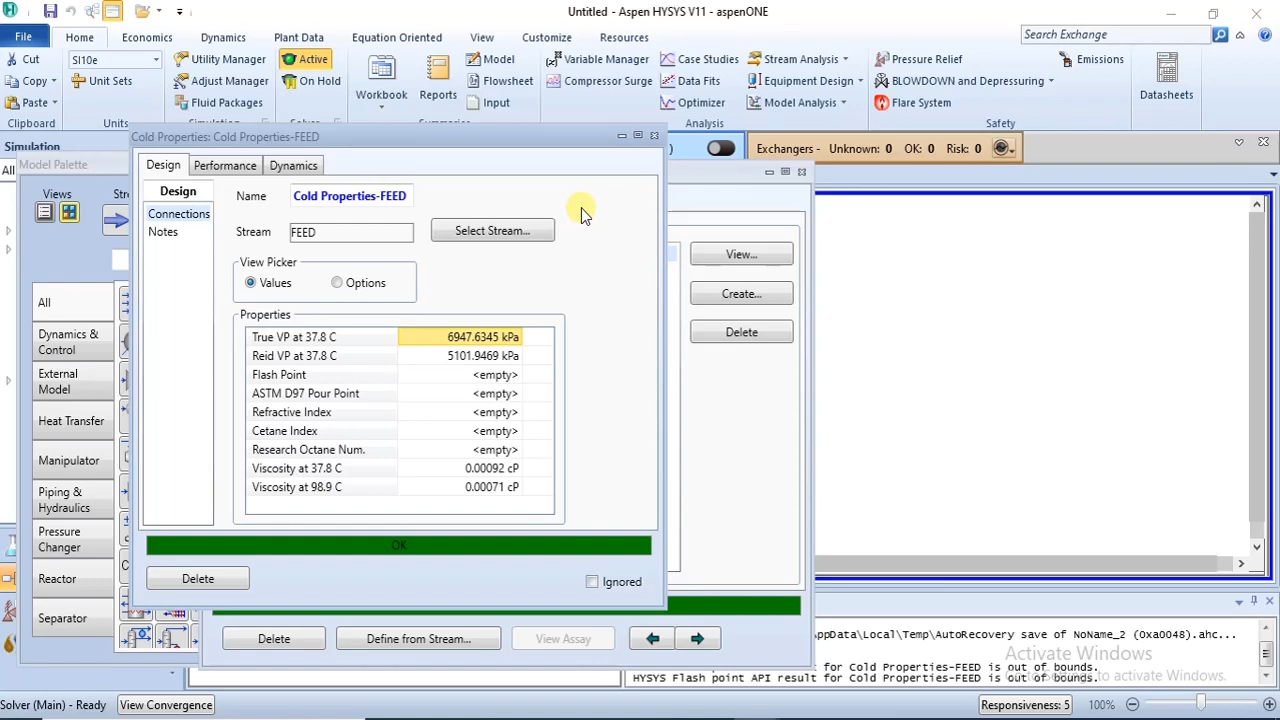 Untitled - Aspen HYSYS V11 - aspenONE
File Home Economics Dynamics Plant Data Equation Oriented View Customize Resources Search Exchange
Cut SI10e Utility Manager Active Model Variable Manager Case Studies Stream Analysis Pressure Relief Emissions
Copy Unit Sets Adjust Manager On Hold Workbook Reports Flowsheet Compressor Surge Data Fits Equipment Design BLOWDOWN and Depressuring Datasheets
Paste Fluid Packages Input Optimizer Model Analysis Flare System
Clipboard Units Analysis Safety
Simulation
Cold Properties: Cold Properties-FEED
Exchangers - Unknown: 0 OK: 0 Risk: 0
Model Palette
All
Design Performance Dynamics
Views
Design
Name Cold Properties-FEED
Connections
Notes
Stream FEED Select Stream...
View...
View Picker
Values Options
Create...
All
Properties
Delete
Dynamics & Control
External Model
Heat Transfer
Manipulator
Piping & Hydraulics
Pressure Changer
Reactor
Separator
True VP at 37.8 C 6947.6345 kPa
Reid VP at 37.8 C 5101.9469 kPa
Flash Point <empty>
ASTM D97 Pour Point <empty>
Refractive Index <empty>
Cetane Index <empty>
Research Octane Num. <empty>
Viscosity at 37.8 C 0.00092 cP
Viscosity at 98.9 C 0.00071 cP
OK
Delete Ignored
Delete Define from Stream... View Assay
AppData\Local\Temp\AutoRecovery save of NoName_2 (0xa0048).ahc...
Activate Windows
Go to Settings to activate Windows.
t for Cold Properties-FEED is out of bounds.
HYSYS Flash point API result for Cold Properties-FEED is out of bounds.
Solver (Main) - Ready View Convergence Responsiveness: 5 100%